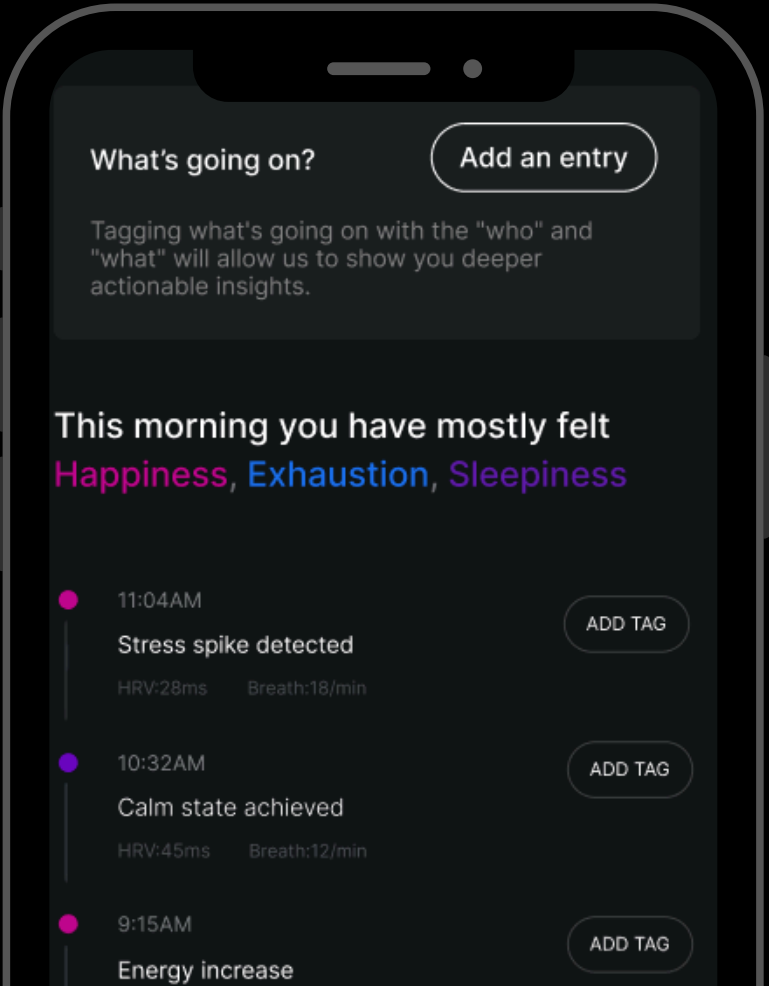 What’s going on?
Add an entry
Tagging what's going on with the "who" and
"what" will allow us to show you deeper
actionable insights.
This morning you have mostly felt
Happiness, Exhaustion, Sleepiness
11:04AM
ADD TAG
Stress spike detected
HRV:28ms Breath:18/min
10:32AM
ADD TAG
Calm state achieved
HRV:45ms Breath:12/min
9:15AM
ADD TAG
Energy increase